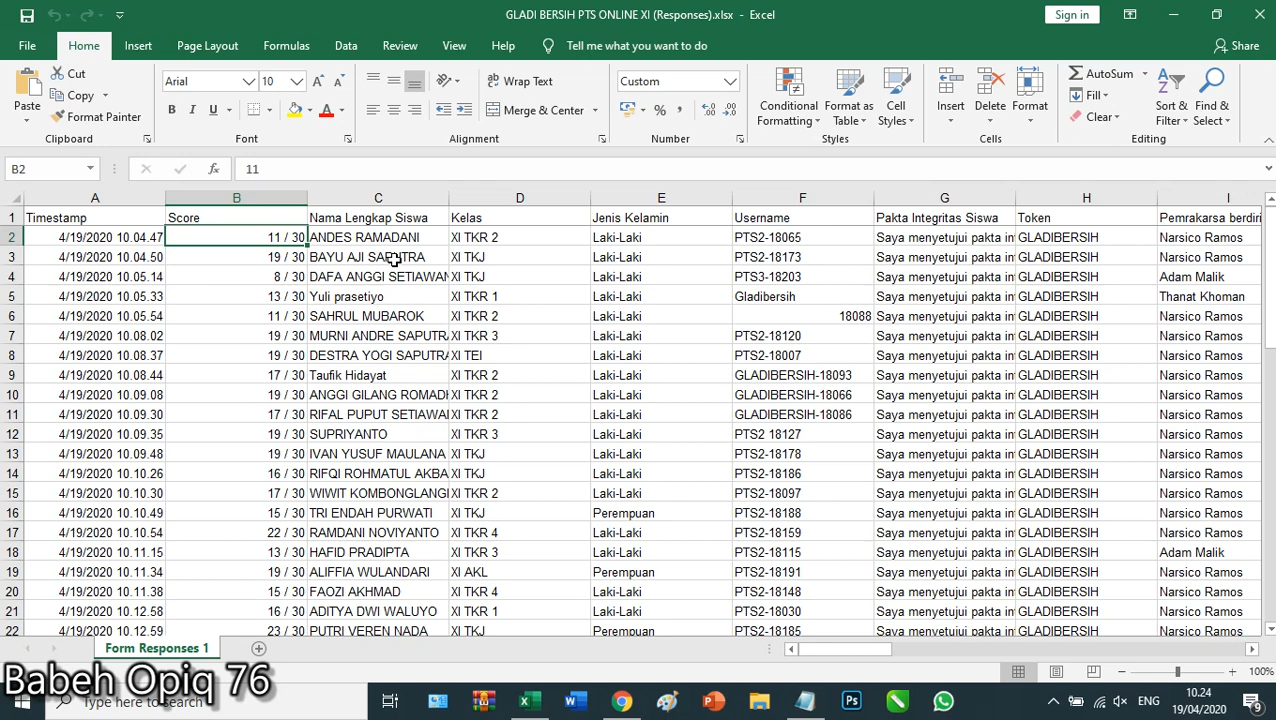 GLADI BERSIH PTS ONLINE XI (Responses).xlsx - Excel
Sign in
File Home Insert Page Layout Formulas Data Review View Help Tell me what you want to do Share
Paste
Cut
Copy
Format Painter
Clipboard
Arial 10
B I U
Font
Wrap Text
Merge & Center
Alignment
Custom
Number
Conditional Formatting
Format as Table
Cell Styles
Styles
Insert
Delete
Format
Cells
AutoSum
Fill
Clear
Sort & Filter
Find & Select
Editing
B2 fx 11
A B C D E F G H I
1 Timestamp Score Nama Lengkap Siswa Kelas Jenis Kelamin Username Pakta Integritas Siswa Token Pemrakarsa berdiri
2 4/19/2020 10.04.47 11 / 30 ANDES RAMADANI XI TKR 2 Laki-Laki PTS2-18065 Saya menyetujui pakta in GLADIBERSIH Narsico Ramos
3 4/19/2020 10.04.50 19 / 30 BAYU AJI SAPUTRA XI TKJ Laki-Laki PTS2-18173 Saya menyetujui pakta in GLADIBERSIH Narsico Ramos
4 4/19/2020 10.05.14 8 / 30 DAFA ANGGI SETIAWAN XI TKJ Laki-Laki PTS3-18203 Saya menyetujui pakta in GLADIBERSIH Adam Malik
5 4/19/2020 10.05.33 13 / 30 Yuli prasetiyo XI TKR 1 Laki-Laki Gladibersih Saya menyetujui pakta in GLADIBERSIH Thanat Khoman
6 4/19/2020 10.05.54 11 / 30 SAHRUL MUBAROK XI TKR 2 Laki-Laki 18088 Saya menyetujui pakta in GLADIBERSIH Narsico Ramos
7 4/19/2020 10.08.02 19 / 30 MURNI ANDRE SAPUTR XI TKR 3 Laki-Laki PTS2-18120 Saya menyetujui pakta in GLADIBERSIH Narsico Ramos
8 4/19/2020 10.08.37 19 / 30 DESTRA YOGI SAPUTRA XI TEI Laki-Laki PTS2-18007 Saya menyetujui pakta in GLADIBERSIH Narsico Ramos
9 4/19/2020 10.08.44 17 / 30 Taufik Hidayat XI TKR 2 Laki-Laki GLADIBERSIH-18093 Saya menyetujui pakta in GLADIBERSIH Narsico Ramos
10 4/19/2020 10.09.08 19 / 30 ANGGI GILANG ROMADH XI TKR 2 Laki-Laki GLADIBERSIH-18066 Saya menyetujui pakta in GLADIBERSIH Narsico Ramos
11 4/19/2020 10.09.30 17 / 30 RIFAL PUPUT SETIAWAN XI TKR 2 Laki-Laki GLADIBERSIH-18086 Saya menyetujui pakta in GLADIBERSIH Narsico Ramos
12 4/19/2020 10.09.35 19 / 30 SUPRIYANTO XI TKR 3 Laki-Laki PTS2 18127 Saya menyetujui pakta in GLADIBERSIH Narsico Ramos
13 4/19/2020 10.09.48 19 / 30 IVAN YUSUF MAULANA XI TKJ Laki-Laki PTS2-18178 Saya menyetujui pakta in GLADIBERSIH Narsico Ramos
14 4/19/2020 10.10.26 16 / 30 RIFQI ROHMATUL AKBA XI TKJ Laki-Laki PTS2-18186 Saya menyetujui pakta in GLADIBERSIH Narsico Ramos
15 4/19/2020 10.10.30 17 / 30 WIWIT KOMBONGLANGI XI TKR 2 Laki-Laki PTS2-18097 Saya menyetujui pakta in GLADIBERSIH Narsico Ramos
16 4/19/2020 10.10.49 15 / 30 TRI ENDAH PURWATI XI TKJ Perempuan PTS2-18188 Saya menyetujui pakta in GLADIBERSIH Narsico Ramos
17 4/19/2020 10.10.54 22 / 30 RAMDANI NOVIYANTO XI TKR 4 Laki-Laki PTS2-18159 Saya menyetujui pakta in GLADIBERSIH Narsico Ramos
18 4/19/2020 10.11.15 13 / 30 HAFID PRADIPTA XI TKR 3 Laki-Laki PTS2-18115 Saya menyetujui pakta in GLADIBERSIH Adam Malik
19 4/19/2020 10.11.34 19 / 30 ALIFFIA WULANDARI XI AKL Perempuan PTS2-18191 Saya menyetujui pakta in GLADIBERSIH Narsico Ramos
20 4/19/2020 10.11.38 15 / 30 FAOZI AKHMAD XI TKR 4 Laki-Laki PTS2-18148 Saya menyetujui pakta in GLADIBERSIH Narsico Ramos
21 4/19/2020 10.12.58 16 / 30 ADITYA DWI WALUYO XI TKR 1 Laki-Laki PTS2-18030 Saya menyetujui pakta in GLADIBERSIH Narsico Ramos
22 4/19/2020 10.12.59 23 / 30 PUTRI VEREN NADA XI TKJ Perempuan PTS2-18185 Saya menyetujui pakta in GLADIBERSIH Narsico Ramos
Form Responses 1
100%
Babeh Opiq 76
Type here to search
ENG
10.24
19/04/2020
9